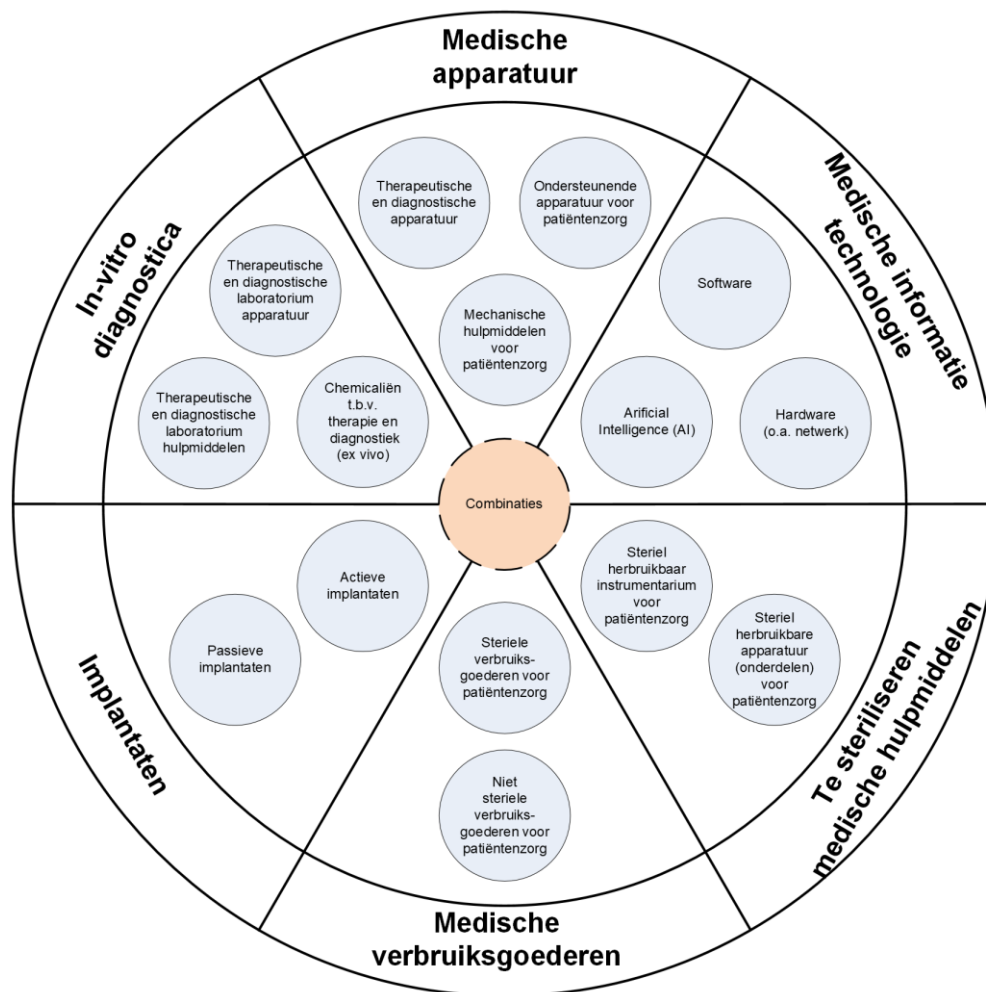 Medische
apparatuur
Therapeutische
en diagnostische
apparatuur
Ondersteunende
apparatuur voor
patiëntenzorg
Mechanische
hulpmiddelen
voor
patiëntenzorg
Medische informatie
technologie
Software
Arificial
Intelligence (AI)
Hardware
(o.a. netwerk)
Te steriliseren
medische hulpmiddelen
Steriel
herbruikbaar
instrumentarium
voor
patiëntenzorg
Steriel
herbruikbare
apparatuur
(onderdelen)
voor
patiëntenzorg
Medische
verbruiksgoederen
Steriele
verbruiks-
goederen voor
patiëntenzorg
Niet
steriele
verbruiks-
goederen voor
patiëntenzorg
Implantaten
Actieve
implantaten
Passieve
implantaten
In-vitro
diagnostica
Therapeutische
en diagnostische
laboratorium
apparatuur
Therapeutische
en diagnostische
laboratorium
hulpmiddelen
Chemicaliën
t.b.v.
therapie en
diagnostiek
(ex vivo)
Combinaties